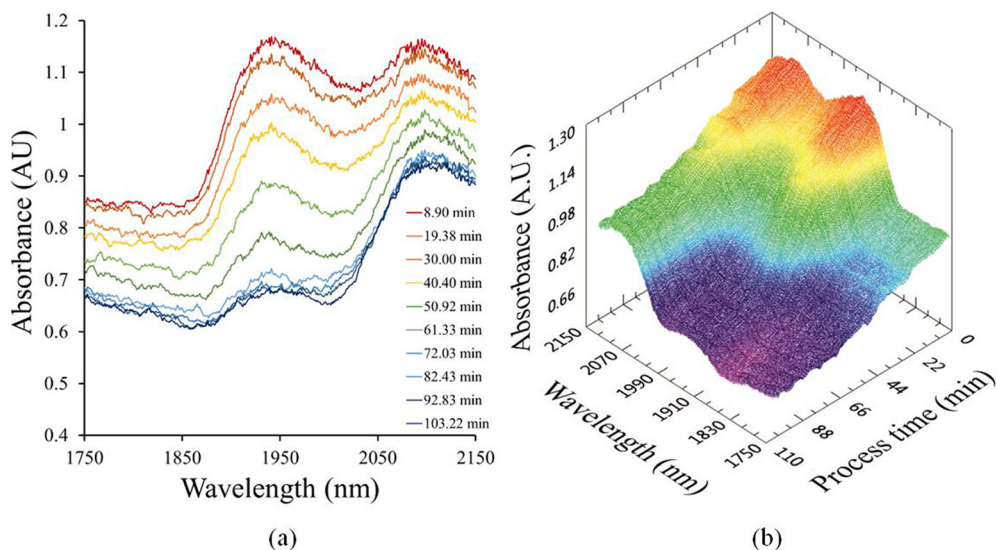 1.2
1.1
1
0.9
0.8
0.7
0.6
0.5
0.4
Absorbance (AU)
1750
1850
1950
2050
2150
Wavelength (nm)
8.90 min
19.38 min
30.00 min
40.40 min
50.92 min
61.33 min
72.03 min
82.43 min
92.83 min
103.22 min
(a)
Absorbance (A.U.)
1.30
1.14
0.98
0.82
0.66
2150
2070
1990
1910
1830
1750
Wavelength (nm)
0
22
44
66
88
110
Process time (min)
(b)